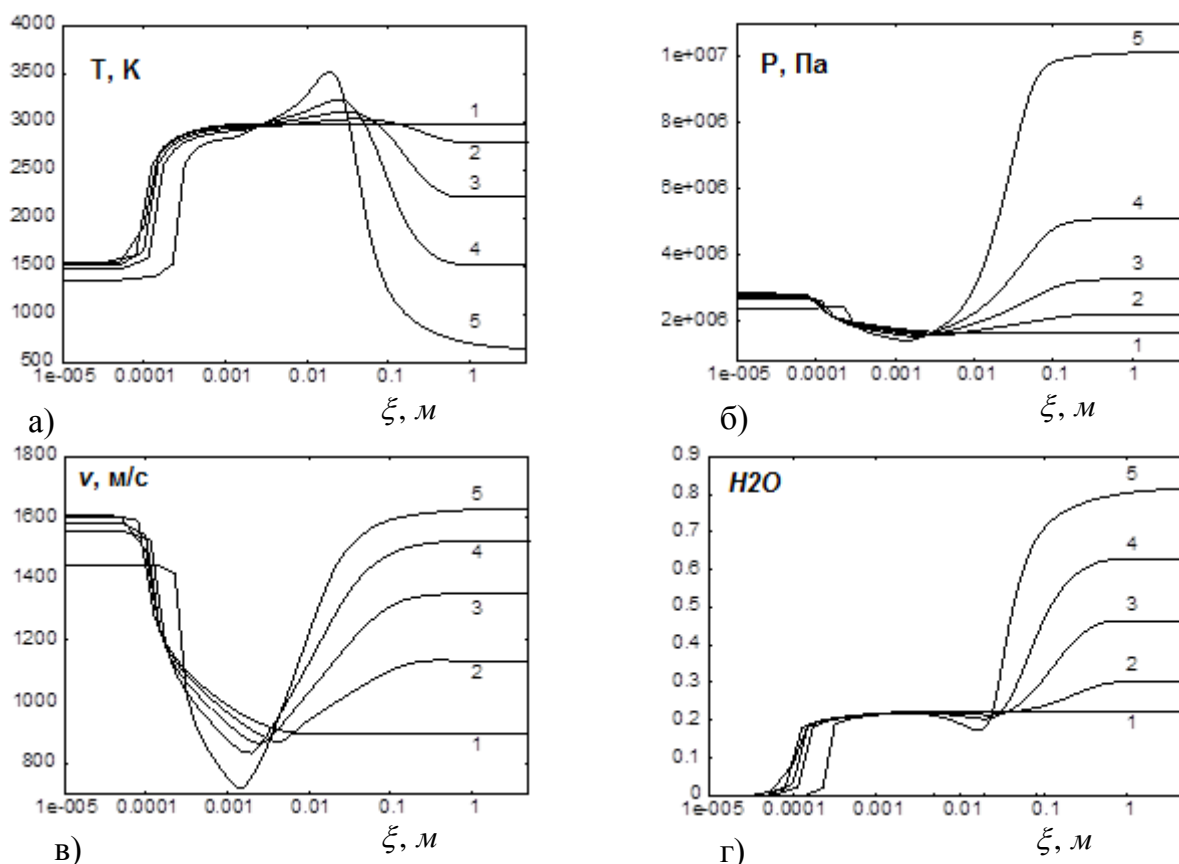 4000
3500
3000
2500
2000
1500
1000
500
T, K
1
2
3
4
5
1e-005 0.0001 0.001 0.01 0.1 1
а)
ξ, м
1e+007
8e+006
6e+006
4e+006
2e+006
P, Па
5
4
3
2
1
1e-005 0.0001 0.001 0.01 0.1 1
б)
ξ, м
1800
1600
1400
1200
1000
800
v, м/с
5
4
3
2
1
1e-005 0.0001 0.001 0.01 0.1 1
в)
ξ, м
0.9
0.8
0.7
0.6
0.5
0.4
0.3
0.2
0.1
0
H2O
5
4
3
2
1
1e-005 0.0001 0.001 0.01 0.1 1
г)
ξ, м